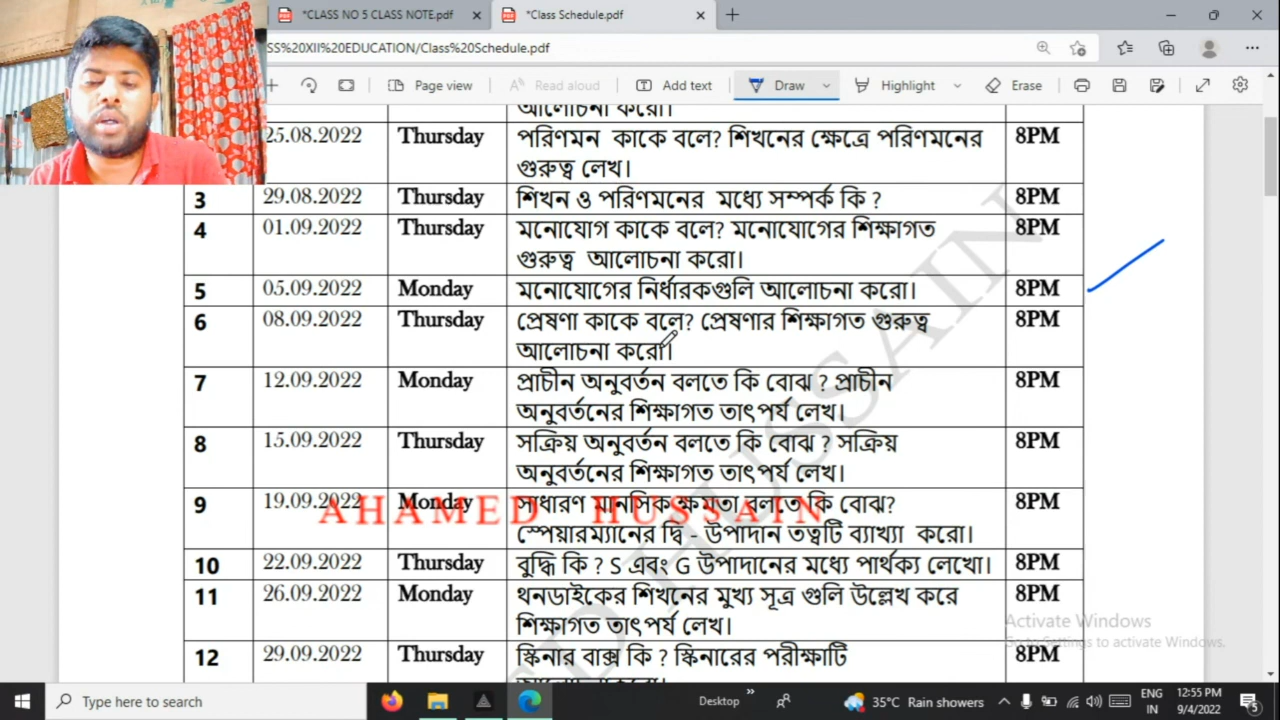 *CLASS NO 5 CLASS NOTE.pdf
*Class Schedule.pdf
SS%20XII%20EDUCATION/Class%20Schedule.pdf
Page view
Read aloud
Add text
Draw
Highlight
Erase
আলোচনা করো।
25.08.2022 Thursday পরিণমন কাকে বলে? শিখনের ক্ষেত্রে পরিণমনের 8PM
গুরুত্ব লেখ।
3 29.08.2022 Thursday শিখন ও পরিণমনের মধ্যে সম্পর্ক কি ? 8PM
4 01.09.2022 Thursday মনোযোগ কাকে বলে? মনোযোগের শিক্ষাগত 8PM
গুরুত্ব আলোচনা করো।
5 05.09.2022 Monday মনোযোগের নির্ধারকগুলি আলোচনা করো। 8PM
6 08.09.2022 Thursday প্রেষণা কাকে বলে? প্রেষণার শিক্ষাগত গুরুত্ব 8PM
আলোচনা করো।
7 12.09.2022 Monday প্রাচীন অনুবর্তন বলতে কি বোঝ ? প্রাচীন 8PM
অনুবর্তনের শিক্ষাগত তাৎপর্য লেখ।
8 15.09.2022 Thursday সক্রিয় অনুবর্তন বলতে কি বোঝ ? সক্রিয় 8PM
অনুবর্তনের শিক্ষাগত তাৎপর্য লেখ।
9 19.09.2022 Monday সাধারণ মানসিক ক্ষমতা বলতে কি বোঝ? 8PM
AHAMED HUSSAIN
স্পেয়ারম্যানের দ্বি - উপাদান তত্বটি ব্যাখ্যা করো।
10 22.09.2022 Thursday বুদ্ধি কি ? S এবং G উপাদানের মধ্যে পার্থক্য লেখো। 8PM
11 26.09.2022 Monday থনডাইকের শিখনের মুখ্য সূত্র গুলি উল্লেখ করে 8PM
শিক্ষাগত তাৎপর্য লেখ।
12 29.09.2022 Thursday স্কিনার বাক্স কি ? স্কিনারের পরীক্ষাটি 8PM
ED HUSSAIN
Activate Windows
Go to Settings to activate Windows.
Type here to search
Desktop
35°C Rain showers
ENG
IN
12:55 PM
9/4/2022
5